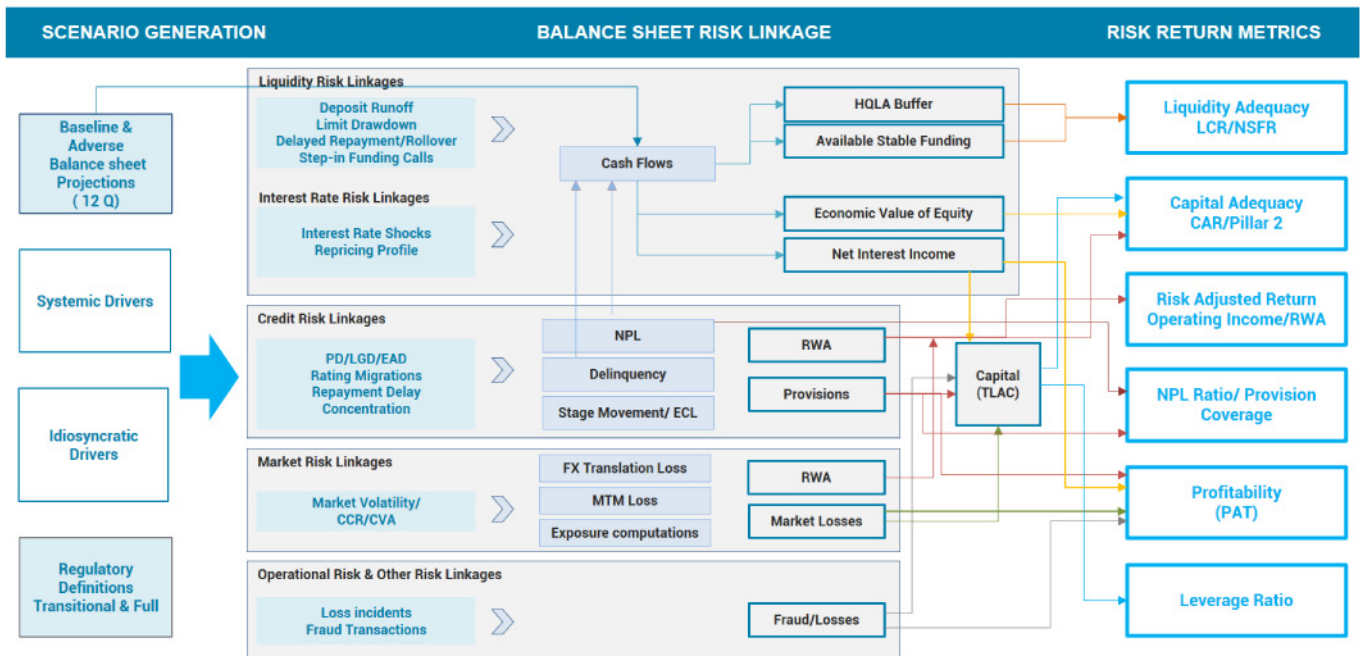 SCENARIO GENERATION
BALANCE SHEET RISK LINKAGE
RISK RETURN METRICS
Baseline &
Adverse
Balance sheet
Projections
( 12 Q)
Systemic Drivers
Idiosyncratic
Drivers
Regulatory
Definitions
Transitional & Full
Liquidity Risk Linkages
Deposit Runoff
Limit Drawdown
Delayed Repayment/Rollover
Step-in Funding Calls
Interest Rate Risk Linkages
Interest Rate Shocks
Repricing Profile
Cash Flows
HQLA Buffer
Available Stable Funding
Economic Value of Equity
Net Interest Income
Credit Risk Linkages
PD/LGD/EAD
Rating Migrations
Repayment Delay
Concentration
NPL
Delinquency
Stage Movement/ ECL
RWA
Provisions
Capital
(TLAC)
Market Risk Linkages
Market Volatility/
CCR/CVA
FX Translation Loss
MTM Loss
Exposure computations
RWA
Market Losses
Operational Risk & Other Risk Linkages
Loss incidents
Fraud Transactions
Fraud/Losses
Liquidity Adequacy
LCR/NSFR
Capital Adequacy
CAR/Pillar 2
Risk Adjusted Return
Operating Income/RWA
NPL Ratio/ Provision
Coverage
Profitability
(PAT)
Leverage Ratio